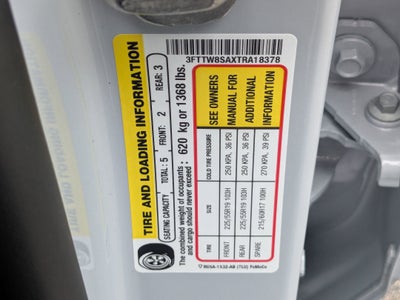 3FTTW8SAXTRA18378
TIRE AND LOADING INFORMATION
SEATING CAPACITY TOTAL: 5 FRONT: 2 REAR: 3
The combined weight of occupants and cargo should never exceed: 620 kg or 1368 lbs.
TIRE SIZE COLD TIRE PRESSURE
FRONT 225/55R19 103H 250 KPA, 36 PSI
REAR 225/55R19 103H 250 KPA, 36 PSI
SPARE 215/60R17 100H 270 KPA, 39 PSI
SEE OWNERS
MANUAL FOR
ADDITIONAL
INFORMATION